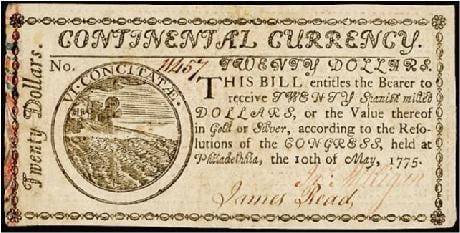 CONTINENTAL CURRENCY.
Twenty Dollars.
No. 11457 TWENTY DOLLARS.
VI CONCITATÆ.
THIS BILL entitles the Bearer to
receive TWENTY Spanish milled
DOLLARS, or the Value thereof
in Gold or Silver, according to the Reso-
lutions of the CONGRESS, held at
Philadelphia, the 10th of May, 1775.
James Read